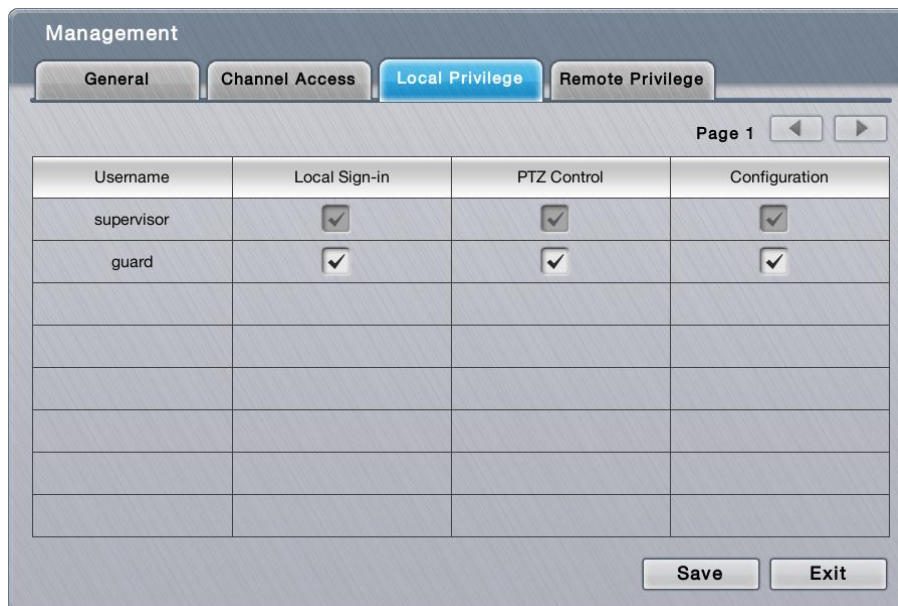 Management
General Channel Access Local Privilege Remote Privilege
Page 1
Username Local Sign-in PTZ Control Configuration
supervisor
guard
Save Exit